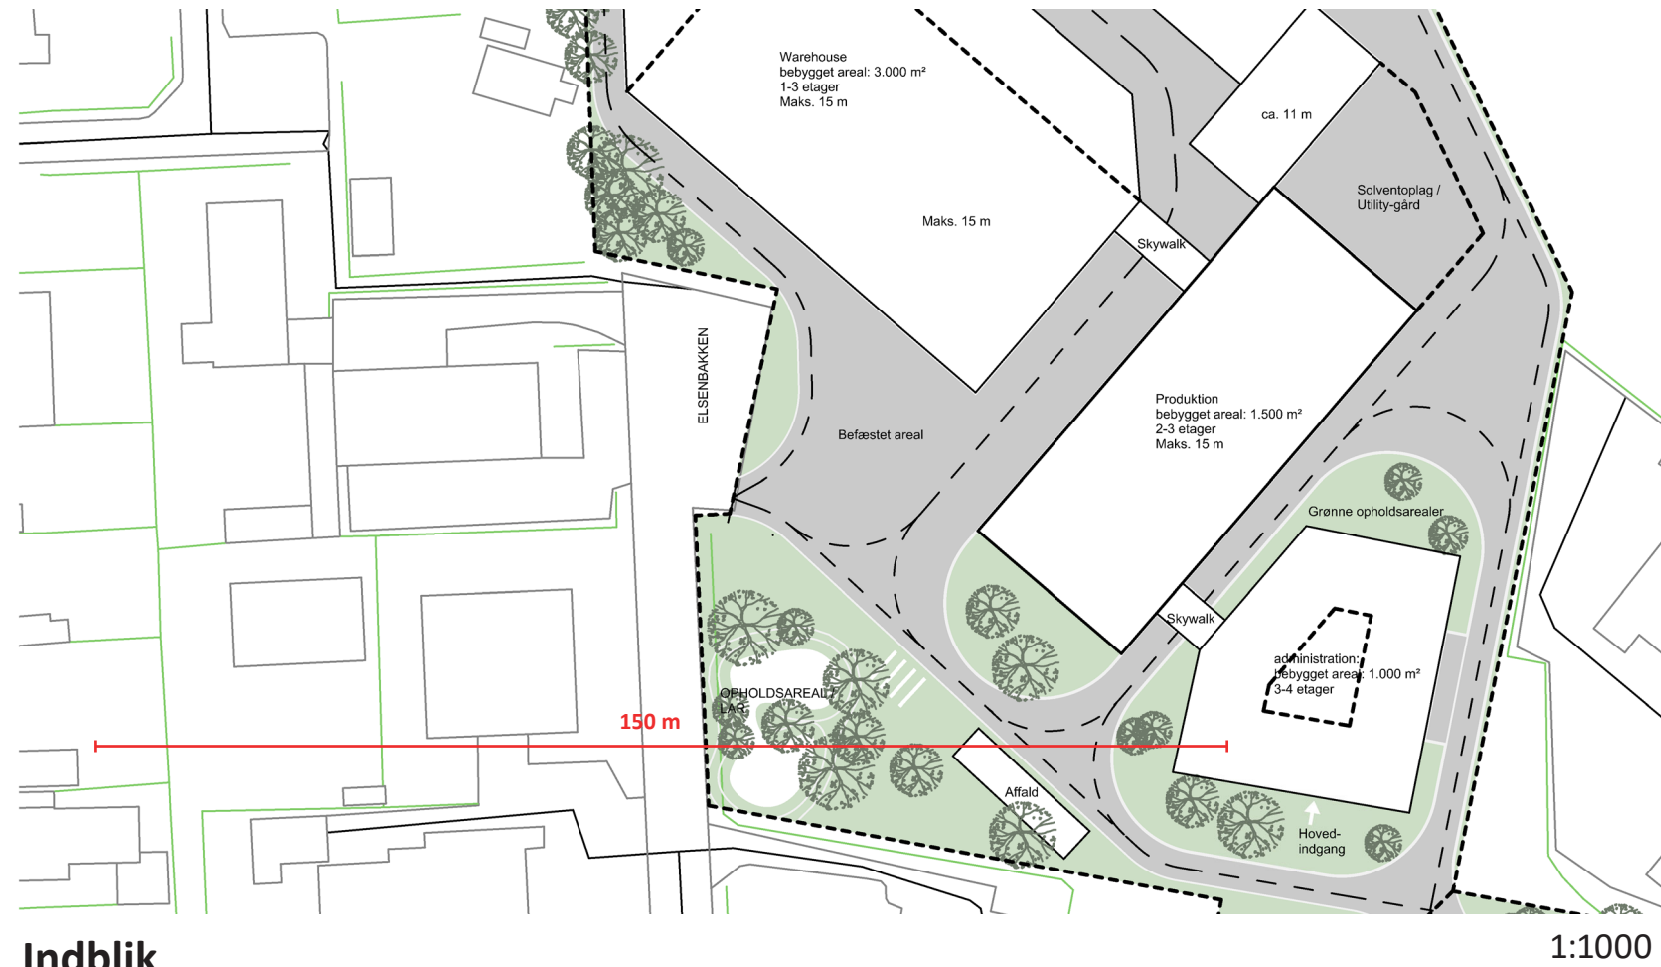 Warehouse
bebygget areal: 3.000 m²
1-3 etager
Maks. 15 m
ca. 11 m
Solventoplag /
Utility-gård
Maks. 15 m
Skywalk
ELSENBAKKEN
Produktion
bebygget areal: 1.500 m²
2-3 etager
Maks. 15 m
Befæstet areal
Grønne opholdsarealer
Skywalk
administration:
bebygget areal: 1.000 m²
3-4 etager
OPHOLDSAREAL /
LAR
150 m
Affald
Hoved-
indgang
Indblik
1:1000